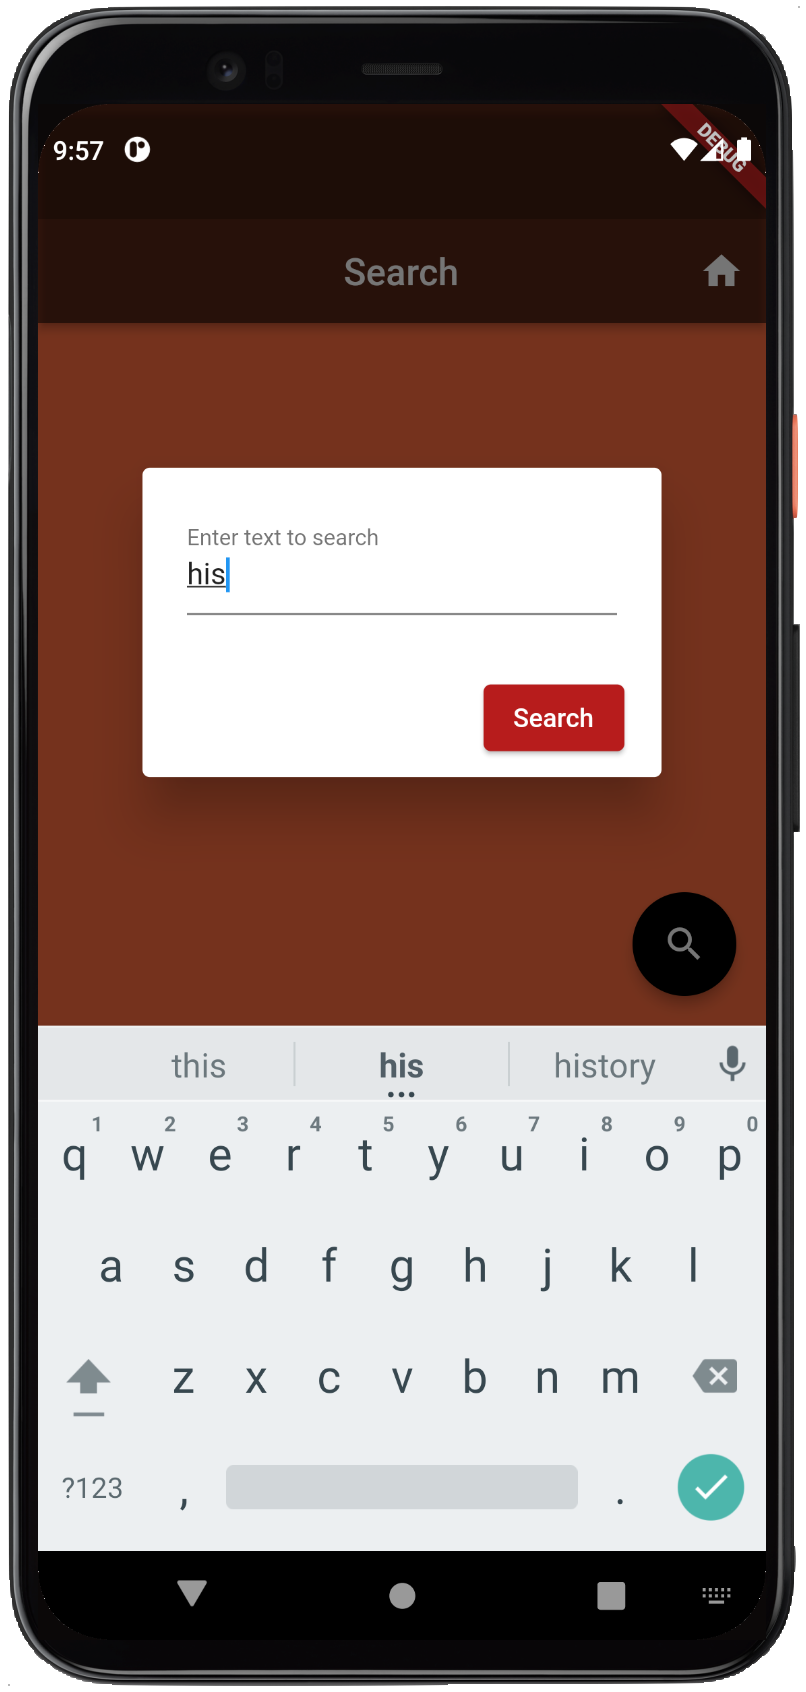 9:57
DEBUG
Search
Enter text to search
his
Search
this his history
1 2 3 4 5 6 7 8 9 0
q w e r t y u i o p
a s d f g h j k l
z x c v b n m
?123 , .